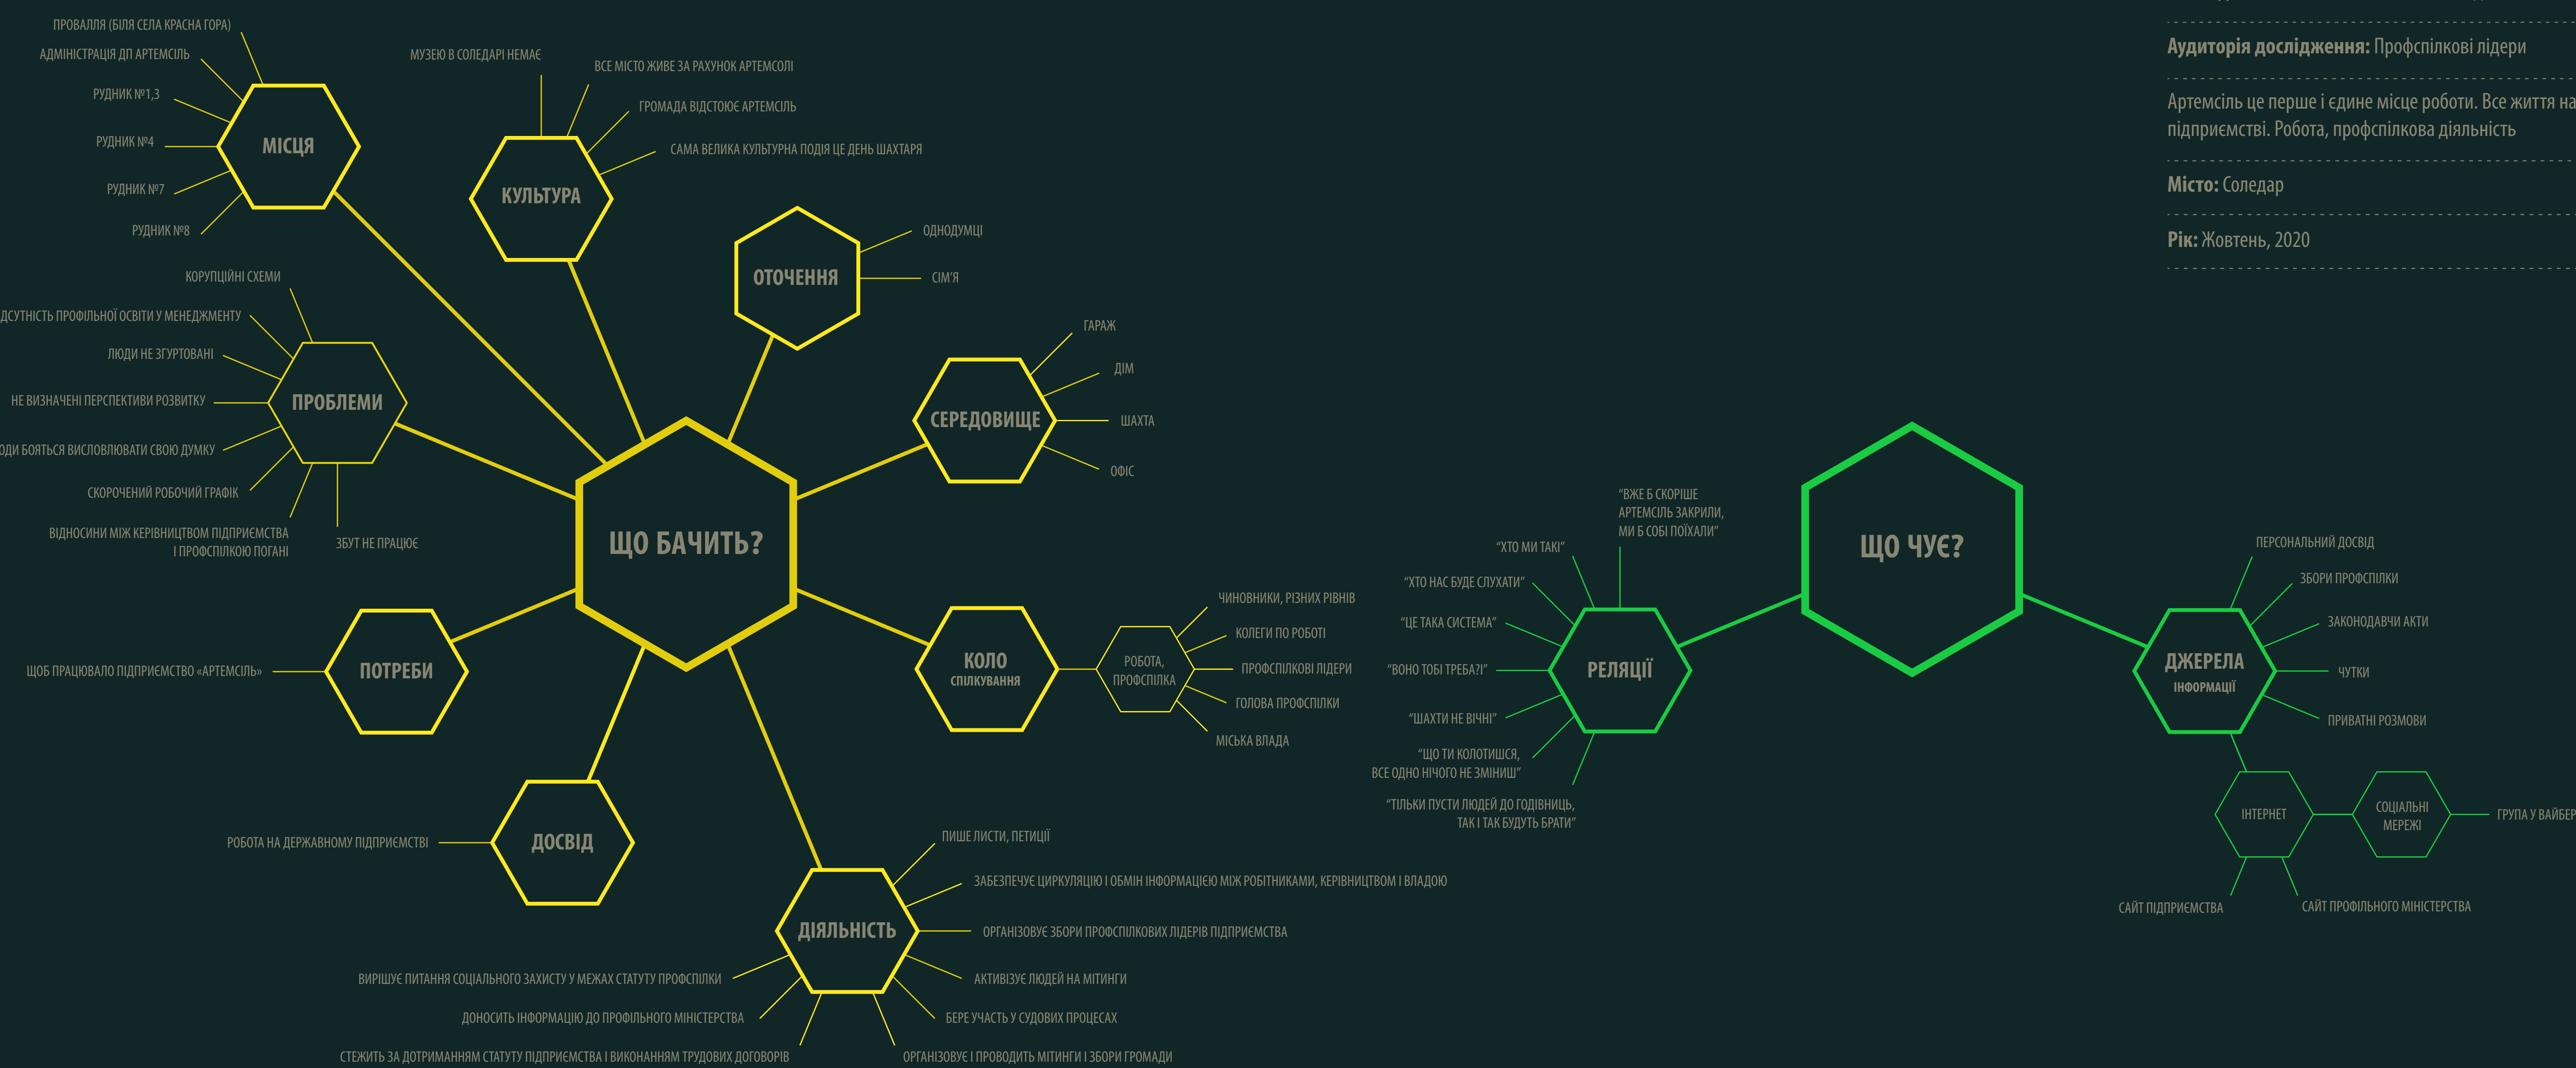 ПРОВАЛЛЯ (БІЛЯ СЕЛА КРАСНА ГОРА)
АДМІНІСТРАЦІЯ ДП АРТЕМСІЛЬ
РУДНИК №1,3
РУДНИК №4
РУДНИК №7
РУДНИК №8
МІСЦЯ
МУЗЕЮ В СОЛЕДАРІ НЕМАЄ
ВСЕ МІСТО ЖИВЕ ЗА РАХУНОК АРТЕМСОЛІ
ГРОМАДА ВІДСТОЮЄ АРТЕМСІЛЬ
САМА ВЕЛИКА КУЛЬТУРНА ПОДІЯ ЦЕ ДЕНЬ ШАХТАРЯ
КУЛЬТУРА
ОТОЧЕННЯ
ОДНОДУМЦІ
СІМ'Я
СЕРЕДОВИЩЕ
ГАРАЖ
ДІМ
ШАХТА
ОФІС
КОРУПЦІЙНІ СХЕМИ
ДСУТНІСТЬ ПРОФІЛЬНОЇ ОСВІТИ У МЕНЕДЖМЕНТУ
ЛЮДИ НЕ ЗГУРТОВАНІ
НЕ ВИЗНАЧЕНІ ПЕРСПЕКТИВИ РОЗВИТКУ
ОДИ БОЯТЬСЯ ВИСЛОВЛЮВАТИ СВОЮ ДУМКУ
СКОРОЧЕНИЙ РОБОЧИЙ ГРАФІК
ВІДНОСИНИ МІЖ КЕРІВНИЦТВОМ ПІДПРИЄМСТВА
І ПРОФСПІЛКОЮ ПОГАНІ
ЗБУТ НЕ ПРАЦЮЄ
ПРОБЛЕМИ
ЩО БАЧИТЬ?
ПОТРЕБИ
ЩОБ ПРАЦЮВАЛО ПІДПРИЄМСТВО «АРТЕМСІЛЬ»
ДОСВІД
РОБОТА НА ДЕРЖАВНОМУ ПІДПРИЄМСТВІ
КОЛО
СПІЛКУВАННЯ
РОБОТА,
ПРОФСПІЛКА
ЧИНОВНИКИ, РІЗНИХ РІВНІВ
КОЛЕГИ ПО РОБОТІ
ПРОФСПІЛКОВІ ЛІДЕРИ
ГОЛОВА ПРОФСПІЛКИ
МІСЬКА ВЛАДА
ДІЯЛЬНІСТЬ
ПИШЕ ЛИСТИ, ПЕТИЦІЇ
ЗАБЕЗПЕЧУЄ ЦИРКУЛЯЦІЮ І ОБМІН ІНФОРМАЦІЄЮ МІЖ РОБІТНИКАМИ, КЕРІВНИЦТВОМ І ВЛАДОЮ
ОРГАНІЗОВУЄ ЗБОРИ ПРОФСПІЛКОВИХ ЛІДЕРІВ ПІДПРИЄМСТВА
АКТИВІЗУЄ ЛЮДЕЙ НА МІТИНГИ
БЕРЕ УЧАСТЬ У СУДОВИХ ПРОЦЕСАХ
ОРГАНІЗОВУЄ І ПРОВОДИТЬ МІТИНГИ І ЗБОРИ ГРОМАДИ
ВИРІШУЄ ПИТАННЯ СОЦІАЛЬНОГО ЗАХИСТУ У МЕЖАХ СТАТУТУ ПРОФСПІЛКИ
ДОНОСИТЬ ІНФОРМАЦІЮ ДО ПРОФІЛЬНОГО МІНІСТЕРСТВА
СТЕЖИТЬ ЗА ДОТРИМАННЯМ СТАТУТУ ПІДПРИЄМСТВА І ВИКОНАННЯМ ТРУДОВИХ ДОГОВОРІВ
ЩО ЧУЄ?
РЕЛЯЦІЇ
“ВЖЕ Б СКОРІШЕ
АРТЕМСІЛЬ ЗАКРИЛИ,
МИ Б СОБІ ПОЇХАЛИ”
“ХТО МИ ТАКІ”
“ХТО НАС БУДЕ СЛУХАТИ”
“ЦЕ ТАКА СИСТЕМА”
“ВОНО ТОБІ ТРЕБА?!”
“ШАХТИ НЕ ВІЧНІ”
“ЩО ТИ КОЛОТИШСЯ,
ВСЕ ОДНО НІЧОГО НЕ ЗМІНИШ”
“ТІЛЬКИ ПУСТИ ЛЮДЕЙ ДО ГОДІВНИЦЬ,
ТАК І ТАК БУДУТЬ БРАТИ”
ДЖЕРЕЛА
ІНФОРМАЦІЇ
ПЕРСОНАЛЬНИЙ ДОСВІД
ЗБОРИ ПРОФСПІЛКИ
ЗАКОНОДАВЧИ АКТИ
ЧУТКИ
ПРИВАТНІ РОЗМОВИ
ІНТЕРНЕТ
СОЦІАЛЬНІ
МЕРЕЖІ
ГРУПА У ВАЙБЕР
САЙТ ПІДПРИЄМСТВА
САЙТ ПРОФІЛЬНОГО МІНІСТЕРСТВА
Аудиторія дослідження: Профспілкові лідери
Артемсіль це перше і єдине місце роботи. Все життя на
підприємстві. Робота, профспілкова діяльність
Місто: Соледар
Рік: Жовтень, 2020